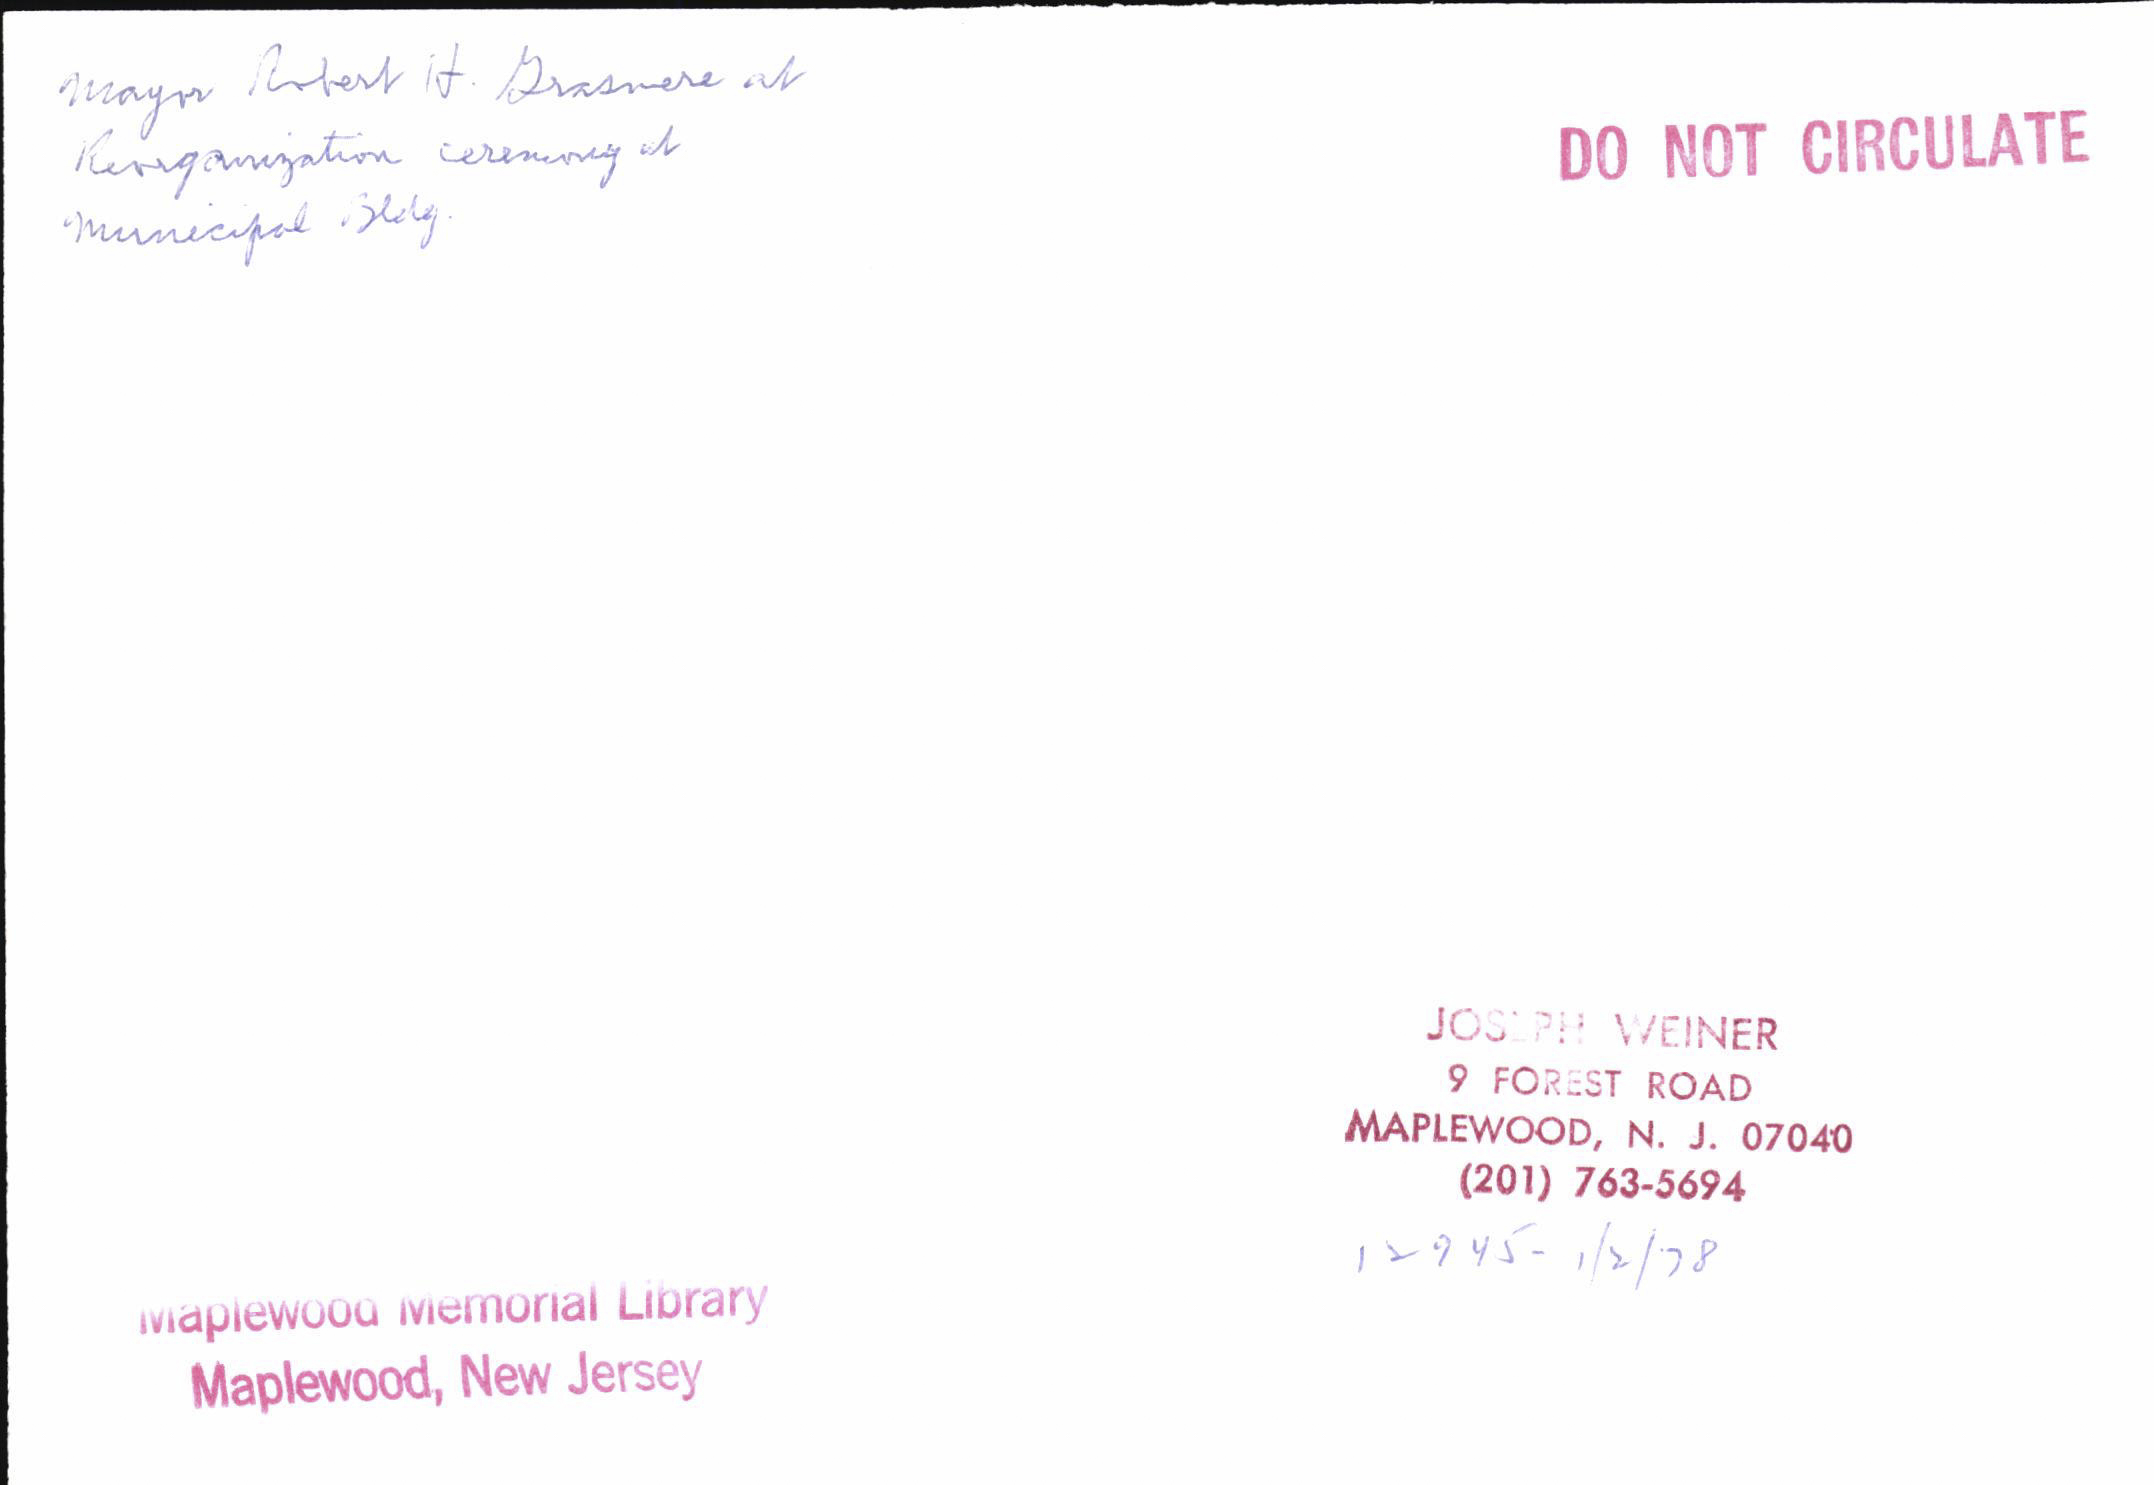 Mayor Robert H. Grasmere at
Reorganization ceremony at
Municipal Bldg.
DO NOT CIRCULATE
JOSEPH WEINER
9 FOREST ROAD
MAPLEWOOD, N. J. 07040
(201) 763-5694
12945- 1/2/78
Maplewood Memorial Library
Maplewood, New Jersey